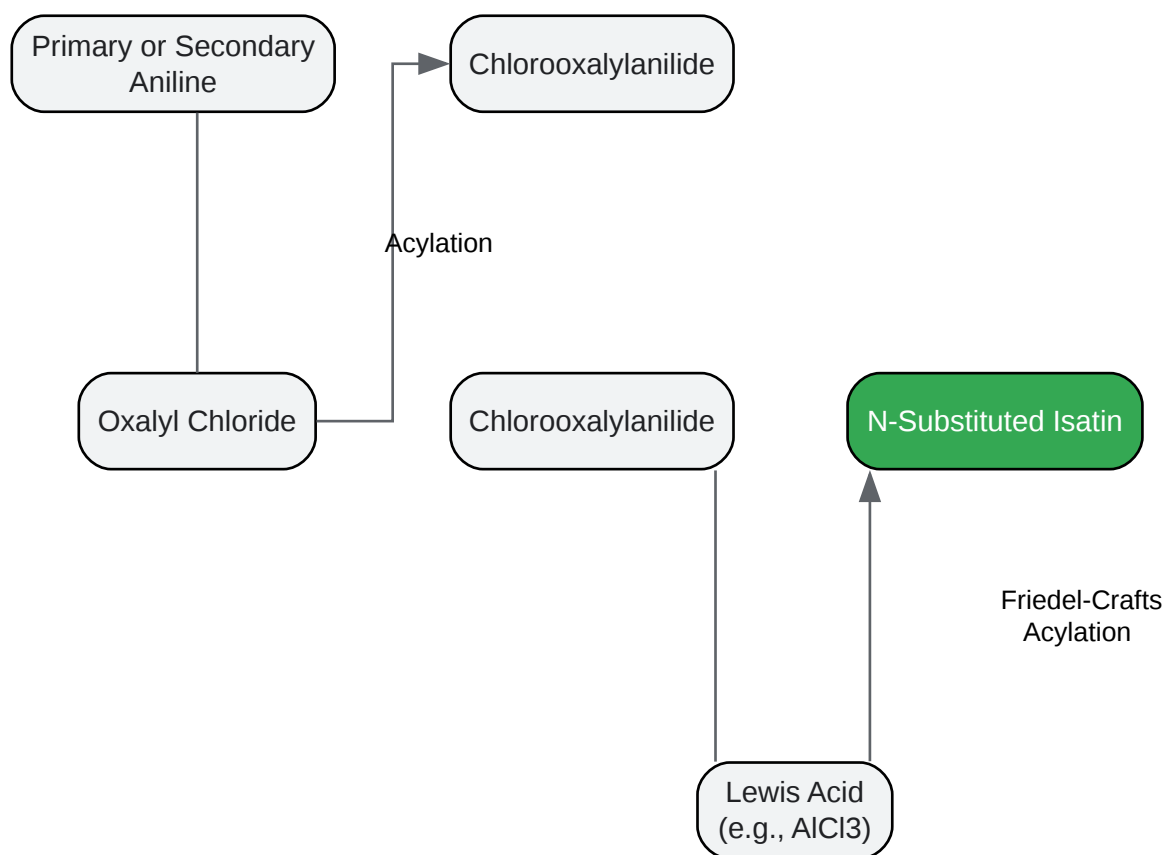 Primary or Secondary
Aniline
Chlorooxalylanilide
Acylation
Oxalyl Chloride
Chlorooxalylanilide
N-Substituted Isatin
Friedel-Crafts
Acylation
Lewis Acid
(e.g., AlCl3)